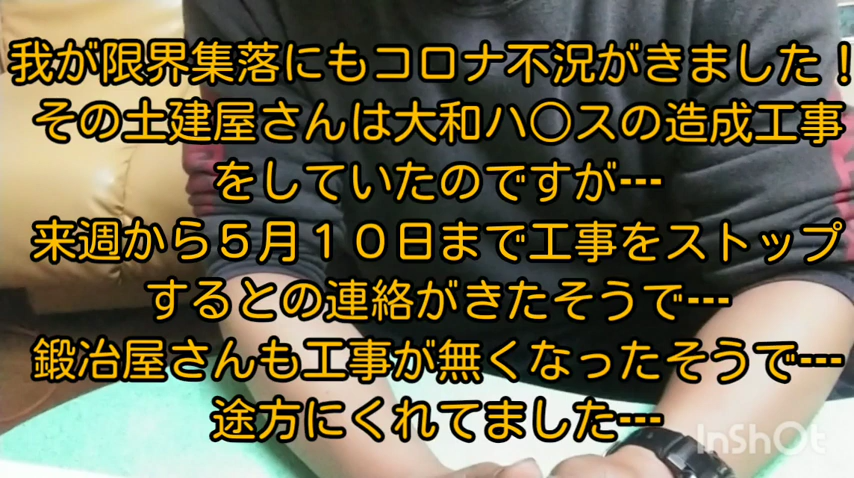 我が限界集落にもコロナ不況がきました！
その土建屋さんは大和ハ〇スの造成工事
をしていたのですが---
来週から５月１０日まで工事をストップ
するとの連絡がきたそうで---
鍛冶屋さんも工事が無くなったそうで---
途方にくれてました---
InShOt